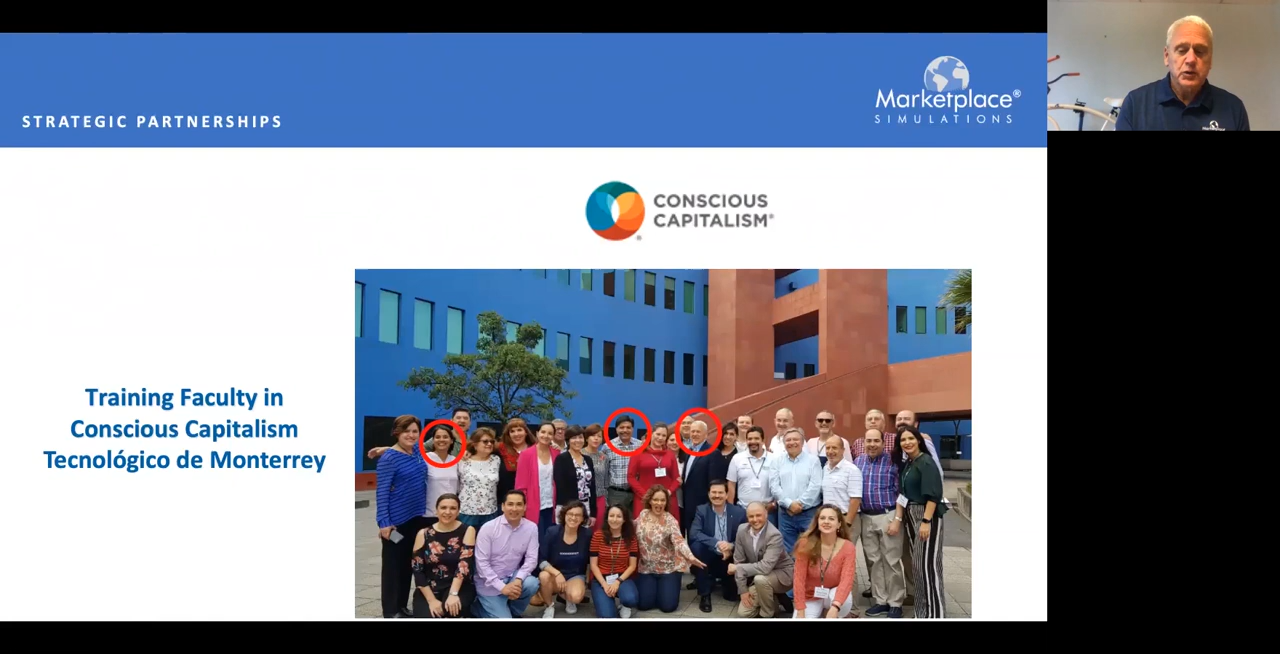 STRATEGIC PARTNERSHIPS
Marketplace®
SIMULATIONS
CONSCIOUS
CAPITALISM®
Training Faculty in
Conscious Capitalism
Tecnológico de Monterrey